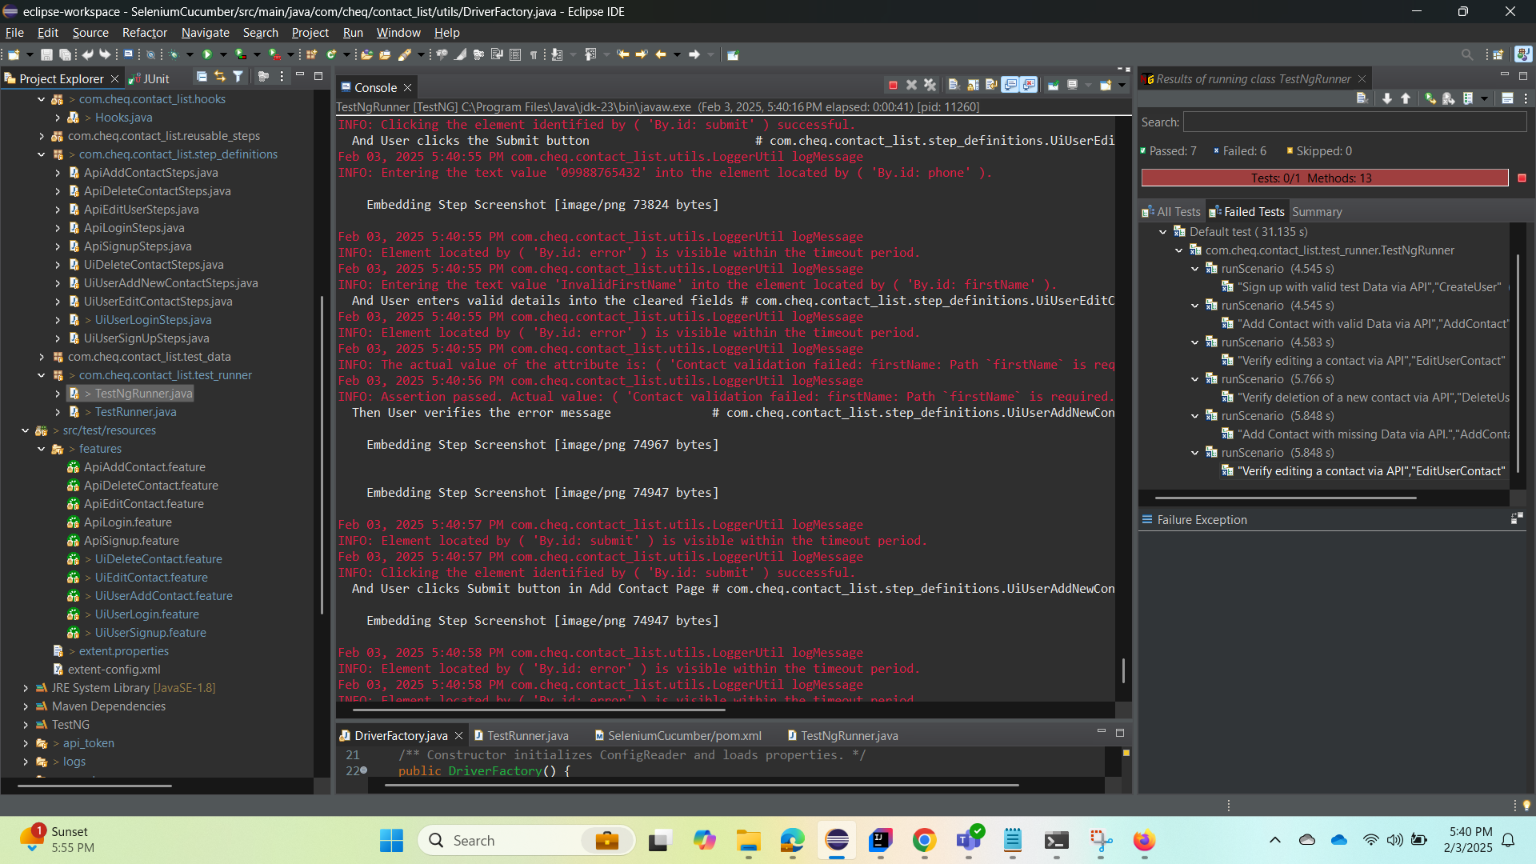 eclipse-workspace - SeleniumCucumber/src/main/java/com/cheq/contact_list/utils/DriverFactory.java - Eclipse IDE
File Edit Source Refactor Navigate Search Project Run Window Help
Project Explorer
JUnit
com.cheq.contact_list.hooks
> Hooks.java
com.cheq.contact_list.reusable_steps
> com.cheq.contact_list.step_definitions
ApiAddContactSteps.java
ApiDeleteContactSteps.java
ApiEditUserSteps.java
ApiLoginSteps.java
ApiSignupSteps.java
UiDeleteContactSteps.java
UiUserAddNewContactSteps.java
UiUserEditContactSteps.java
> UiUserLoginSteps.java
UiUserSignUpSteps.java
com.cheq.contact_list.test_data
> com.cheq.contact_list.test_runner
> TestNgRunner.java
> TestRunner.java
> src/test/resources
> features
ApiAddContact.feature
ApiDeleteContact.feature
ApiEditContact.feature
ApiLogin.feature
ApiSignup.feature
> UiDeleteContact.feature
> UiEditContact.feature
> UiUserAddContact.feature
> UiUserLogin.feature
> UiUserSignup.feature
> extent.properties
extent-config.xml
JRE System Library [JavaSE-1.8]
Maven Dependencies
TestNG
> api_token
> logs
Console
TestNgRunner [TestNG] C:\Program Files\Java\jdk-23\bin\javaw.exe (Feb 3, 2025, 5:40:16 PM elapsed: 0:00:41) [pid: 11260]
INFO: Clicking the element identified by ( 'By.id: submit' ) successful.
And User clicks the Submit button # com.cheq.contact_list.step_definitions.UiUserEdi
Feb 03, 2025 5:40:55 PM com.cheq.contact_list.utils.LoggerUtil logMessage
INFO: Entering the text value '09988765432' into the element located by ( 'By.id: phone' ).
Embedding Step Screenshot [image/png 73824 bytes]
Feb 03, 2025 5:40:55 PM com.cheq.contact_list.utils.LoggerUtil logMessage
INFO: Element located by ( 'By.id: error' ) is visible within the timeout period.
Feb 03, 2025 5:40:55 PM com.cheq.contact_list.utils.LoggerUtil logMessage
INFO: Entering the text value 'InvalidFirstName' into the element located by ( 'By.id: firstName' ).
And User enters valid details into the cleared fields # com.cheq.contact_list.step_definitions.UiUserEditC
Feb 03, 2025 5:40:55 PM com.cheq.contact_list.utils.LoggerUtil logMessage
INFO: Element located by ( 'By.id: error' ) is visible within the timeout period.
Feb 03, 2025 5:40:55 PM com.cheq.contact_list.utils.LoggerUtil logMessage
INFO: The actual value of the attribute is: ( 'Contact validation failed: firstName: Path `firstName` is req
Feb 03, 2025 5:40:56 PM com.cheq.contact_list.utils.LoggerUtil logMessage
INFO: Assertion passed. Actual value: ( 'Contact validation failed: firstName: Path `firstName` is required.
Then User verifies the error message # com.cheq.contact_list.step_definitions.UiUserAddNewCon
Embedding Step Screenshot [image/png 74967 bytes]
Embedding Step Screenshot [image/png 74947 bytes]
Feb 03, 2025 5:40:57 PM com.cheq.contact_list.utils.LoggerUtil logMessage
INFO: Element located by ( 'By.id: submit' ) is visible within the timeout period.
Feb 03, 2025 5:40:57 PM com.cheq.contact_list.utils.LoggerUtil logMessage
INFO: Clicking the element identified by ( 'By.id: submit' ) successful.
And User clicks Submit button in Add Contact Page # com.cheq.contact_list.step_definitions.UiUserAddNewCon
Embedding Step Screenshot [image/png 74947 bytes]
Feb 03, 2025 5:40:58 PM com.cheq.contact_list.utils.LoggerUtil logMessage
INFO: Element located by ( 'By.id: error' ) is visible within the timeout period.
Feb 03, 2025 5:40:58 PM com.cheq.contact_list.utils.LoggerUtil logMessage
INFO: Element located by ( 'By.id: error' ) is visible within the timeout period.
DriverFactory.java TestRunner.java SeleniumCucumber/pom.xml TestNgRunner.java
21 /** Constructor initializes ConfigReader and loads properties. */
22 public DriverFactory() {
Results of running class TestNgRunner
Search:
Passed: 7 Failed: 6 Skipped: 0
Tests: 0/1 Methods: 13
All Tests Failed Tests Summary
Default test ( 31.135 s)
com.cheq.contact_list.test_runner.TestNgRunner
runScenario (4.545 s)
"Sign up with valid test Data via API","CreateUser"
runScenario (4.545 s)
"Add Contact with valid Data via API","AddContact"
runScenario (4.583 s)
"Verify editing a contact via API","EditUserContact"
runScenario (5.766 s)
"Verify deletion of a new contact via API","DeleteUs
runScenario (5.848 s)
"Add Contact with missing Data via API.","AddConta
runScenario (5.848 s)
"Verify editing a contact via API","EditUserContact"
Failure Exception
1
Sunset
5:55 PM
Search
5:40 PM
2/3/2025